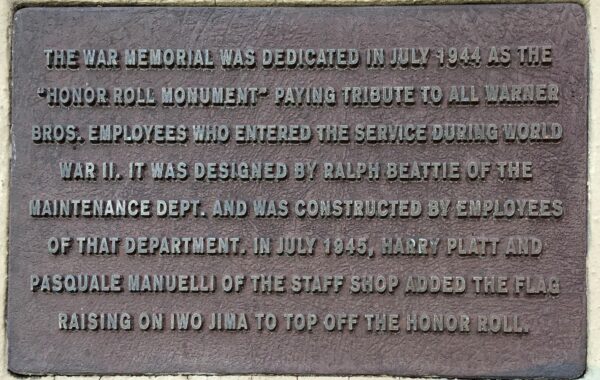 THE WAR MEMORIAL WAS DEDICATED IN JULY 1944 AS THE
"HONOR ROLL MONUMENT" PAYING TRIBUTE TO ALL WARNER
BROS. EMPLOYEES WHO ENTERED THE SERVICE DURING WORLD
WAR II. IT WAS DESIGNED BY RALPH BEATTIE OF THE
MAINTENANCE DEPT. AND WAS CONSTRUCTED BY EMPLOYEES
OF THAT DEPARTMENT. IN JULY 1945, HARRY PLATT AND
PASQUALE MANUELLI OF THE STAFF SHOP ADDED THE FLAG
RAISING ON IWO JIMA TO TOP OFF THE HONOR ROLL.